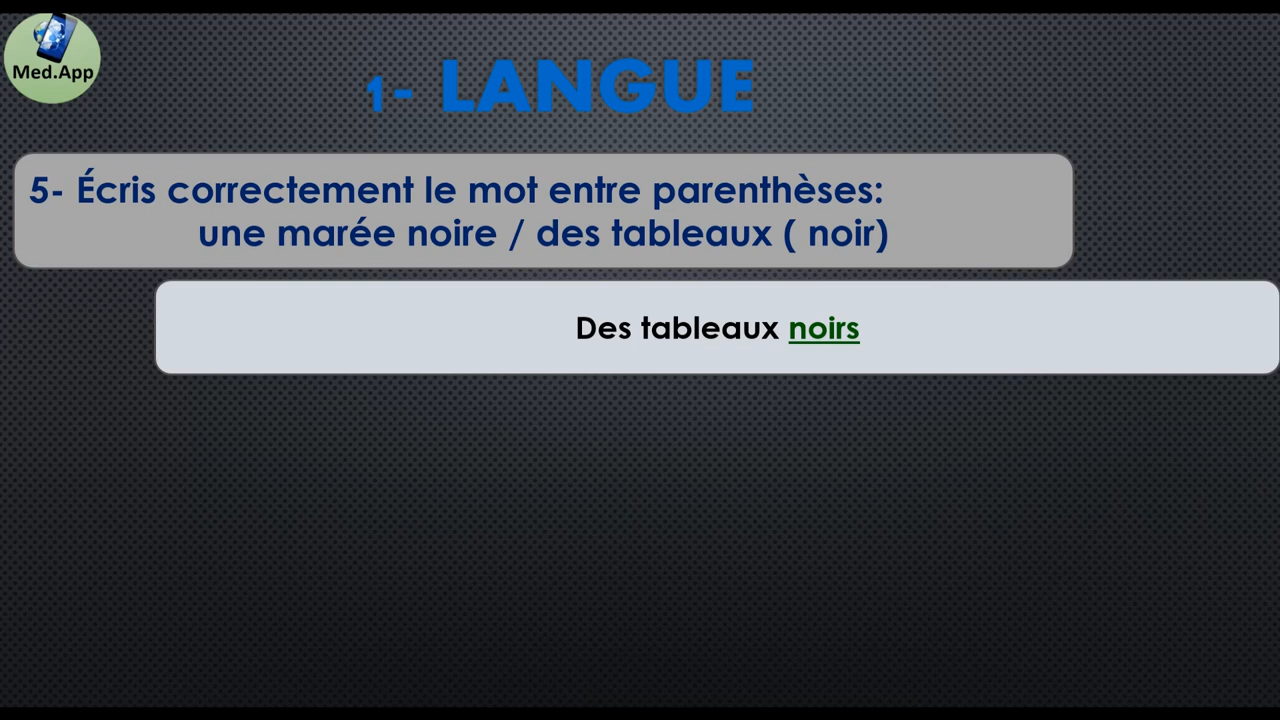 Med.App
1- LANGUE
5- Écris correctement le mot entre parenthèses:
une marée noire / des tableaux ( noir)
Des tableaux noirs